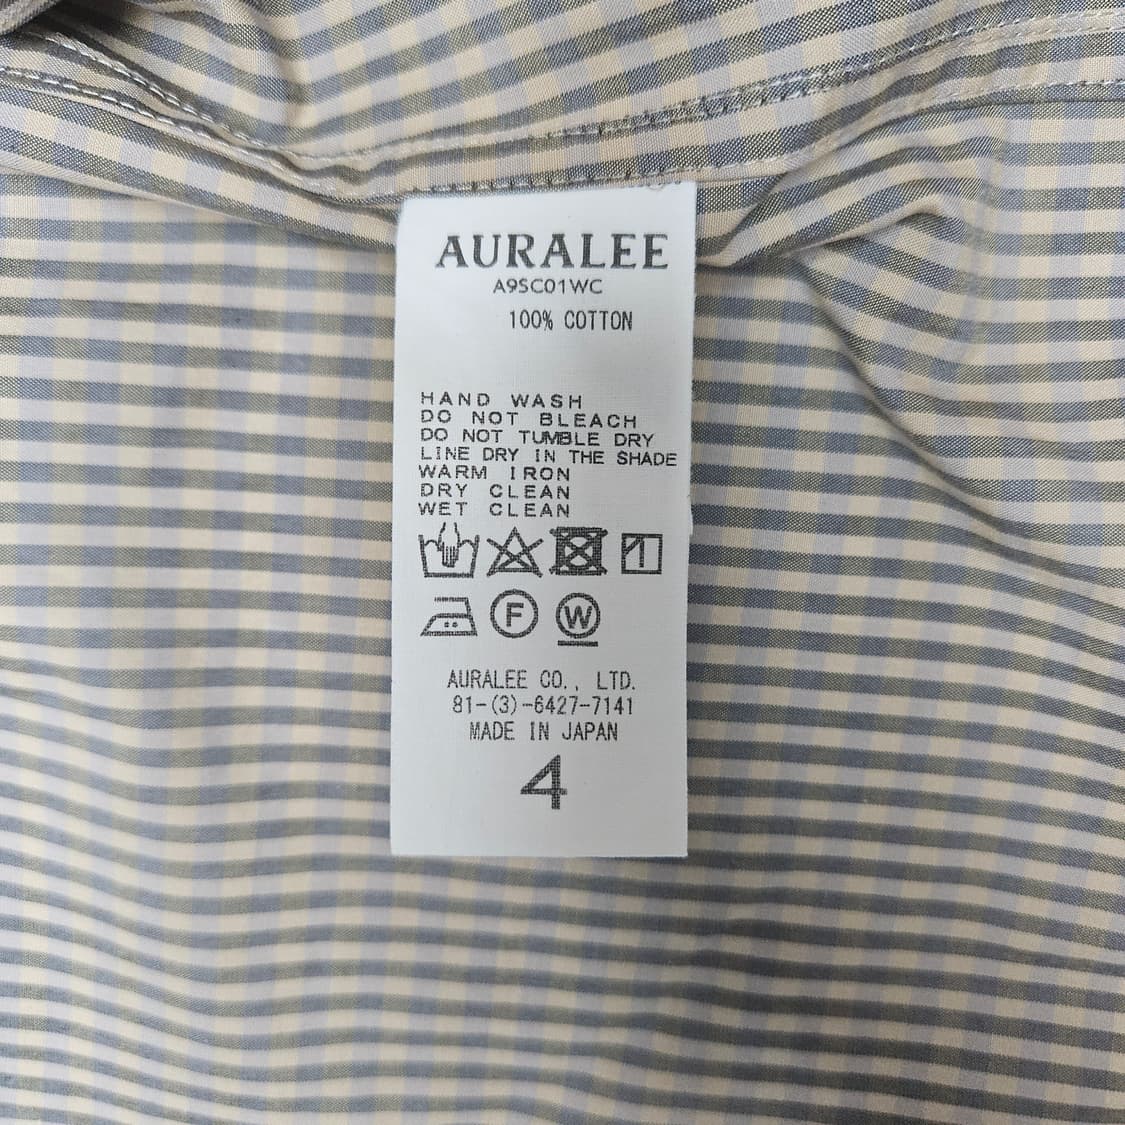 AURALEE
A9SC01WC
100% COTTON
HAND WASH
DO NOT BLEACH
DO NOT TUMBLE DRY
LINE DRY IN THE SHADE
WARM IRON
DRY CLEAN
WET CLEAN
F W
AURALEE CO., LTD.
81-(3)-6427-7141
MADE IN JAPAN
4